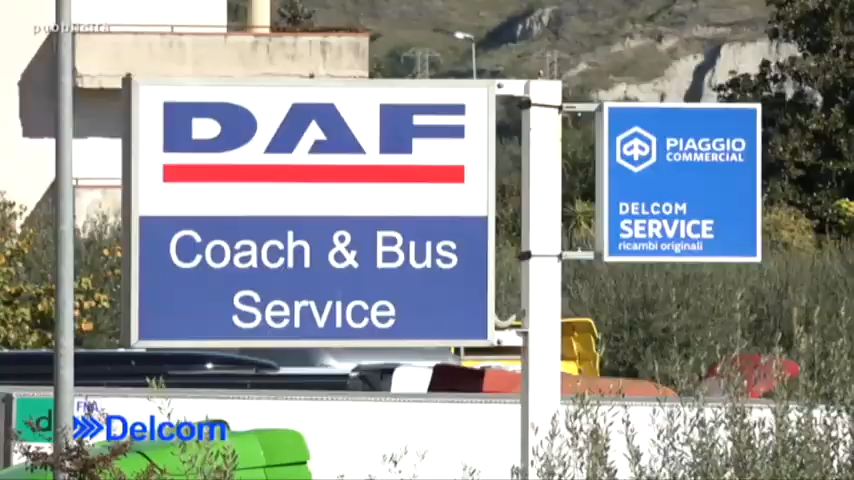 pubblicità
DAF
Coach & Bus
Service
PIAGGIO
COMMERCIAL
DELCOM
SERVICE
ricambi originali
d
Delcom